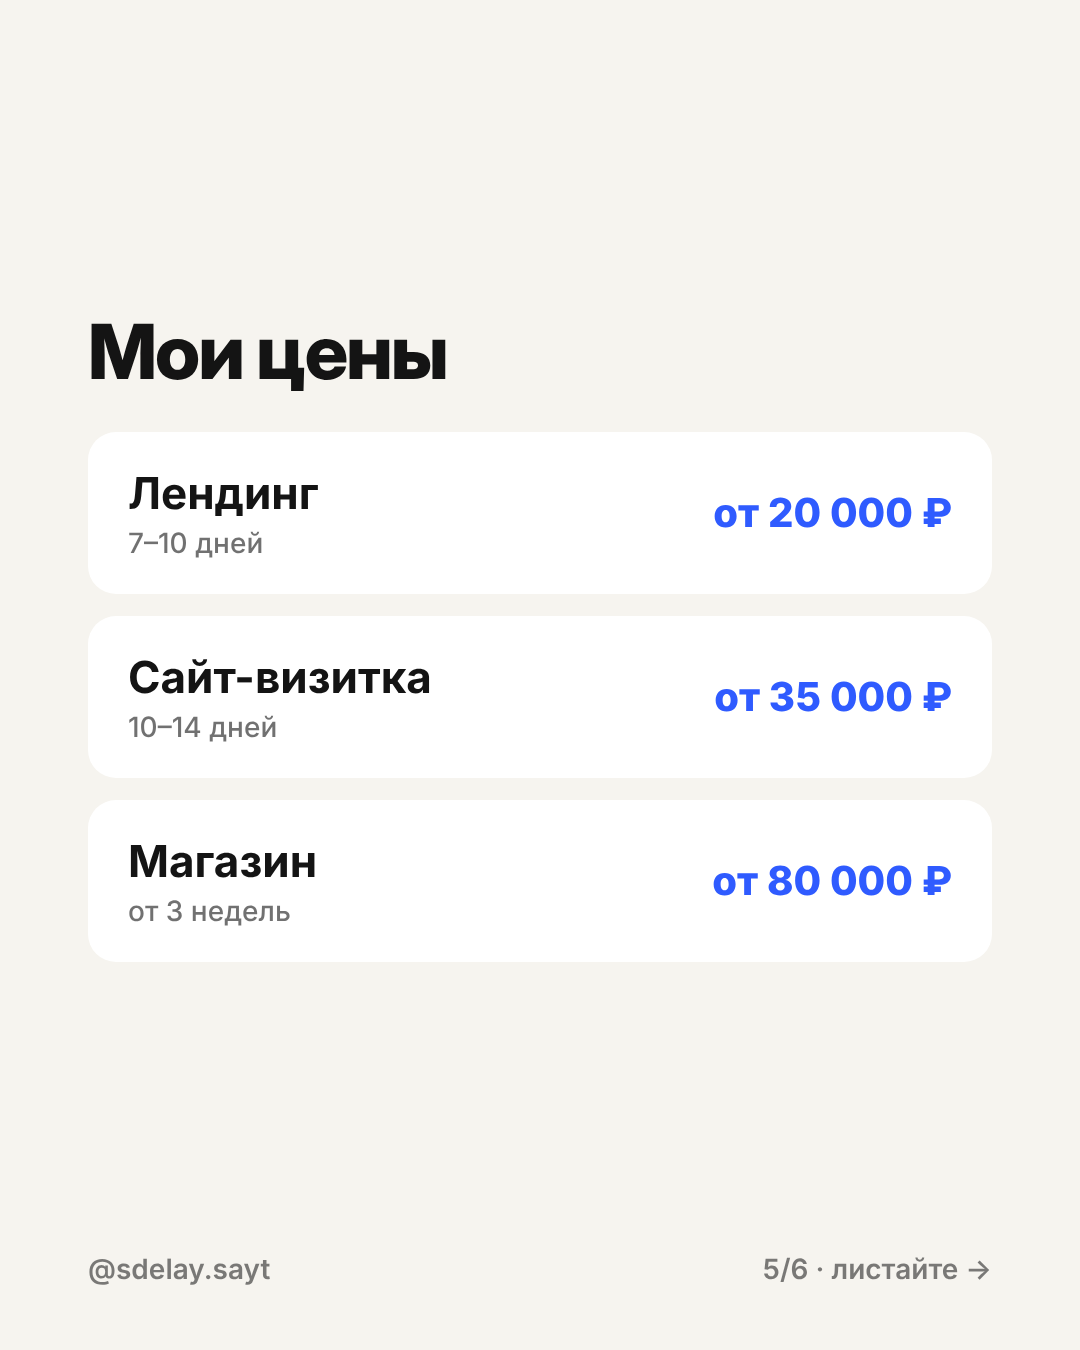 Мои цены
Лендинг
7–10 дней
от 20 000 ₽
Сайт-визитка
10–14 дней
от 35 000 ₽
Магазин
от 3 недель
от 80 000 ₽
@sdelay.sayt
5/6 · листайте →